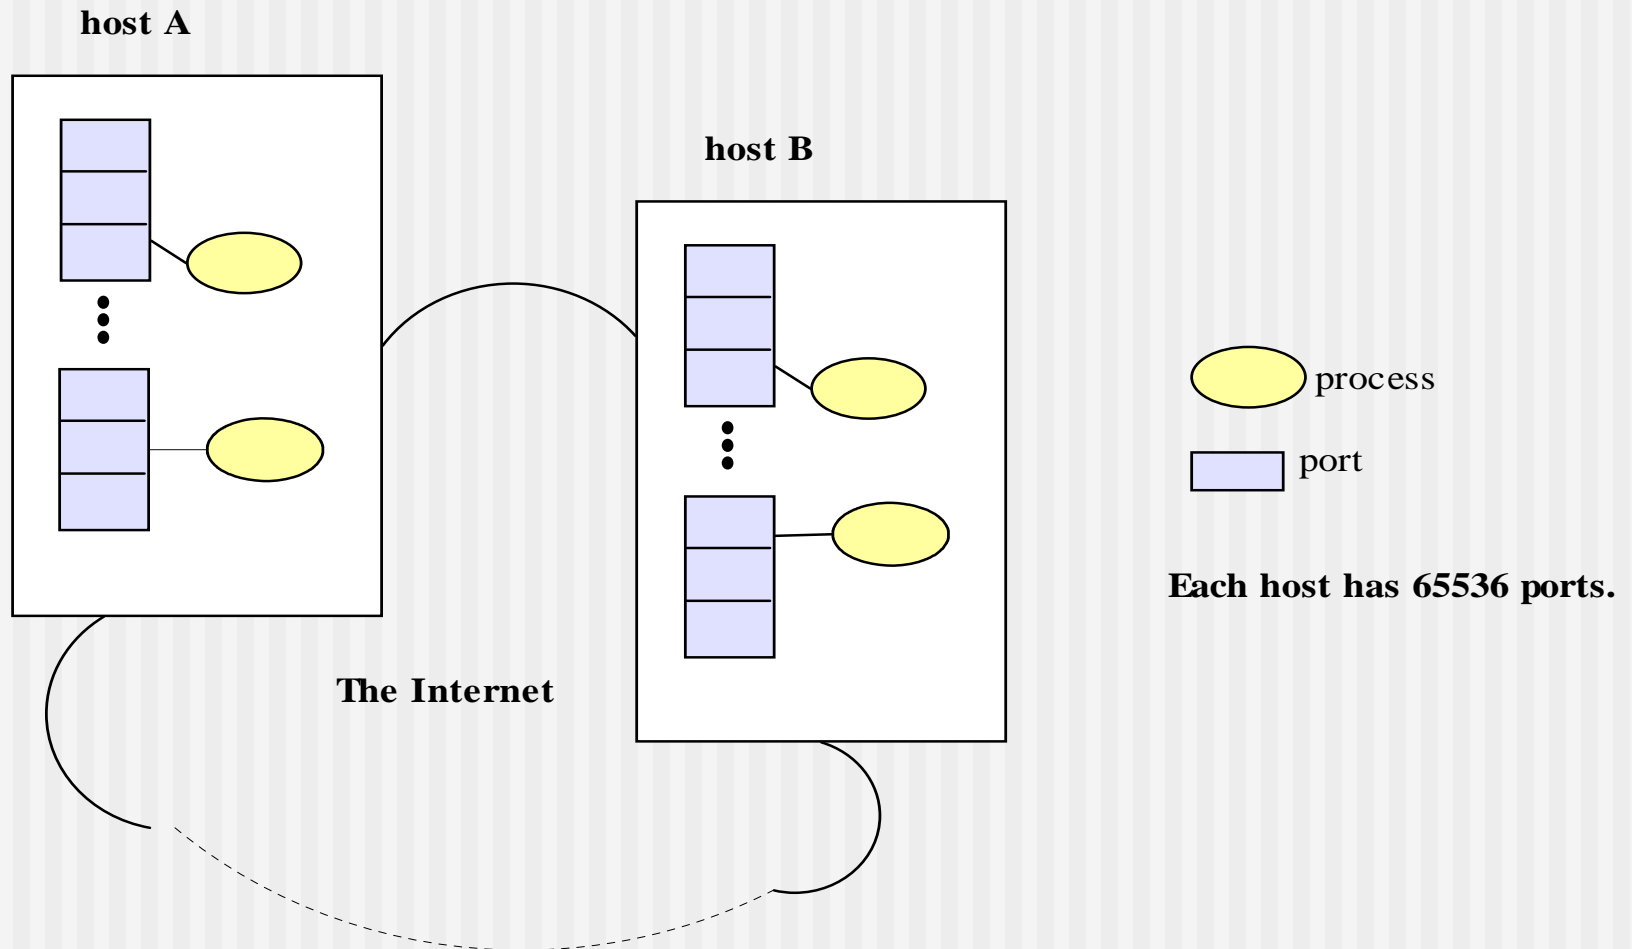 host A
host B
process
port
Each host has 65536 ports.
The Internet